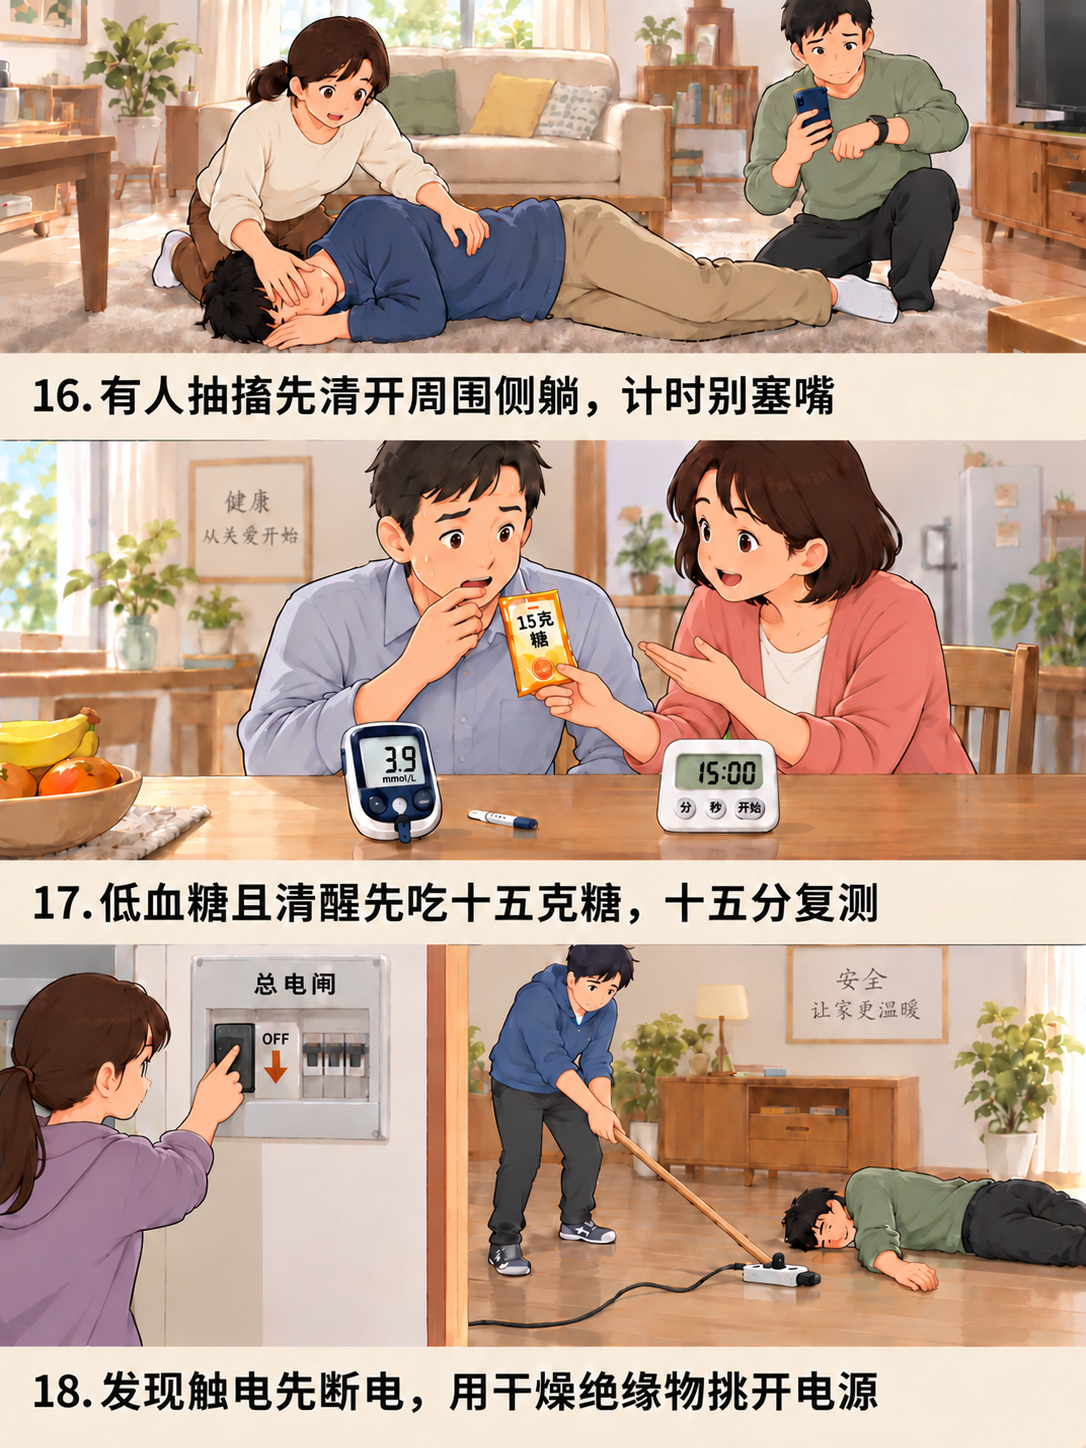 16.有人抽搐先清开周围侧躺，计时别塞嘴
健康
从关爱开始
15克
糖
3.9
mmol/L
15:00
分 秒 开始
17.低血糖且清醒先吃十五克糖，十五分复测
总电闸
OFF
安全
让家更温暖
18.发现触电先断电，用干燥绝缘物挑开电源